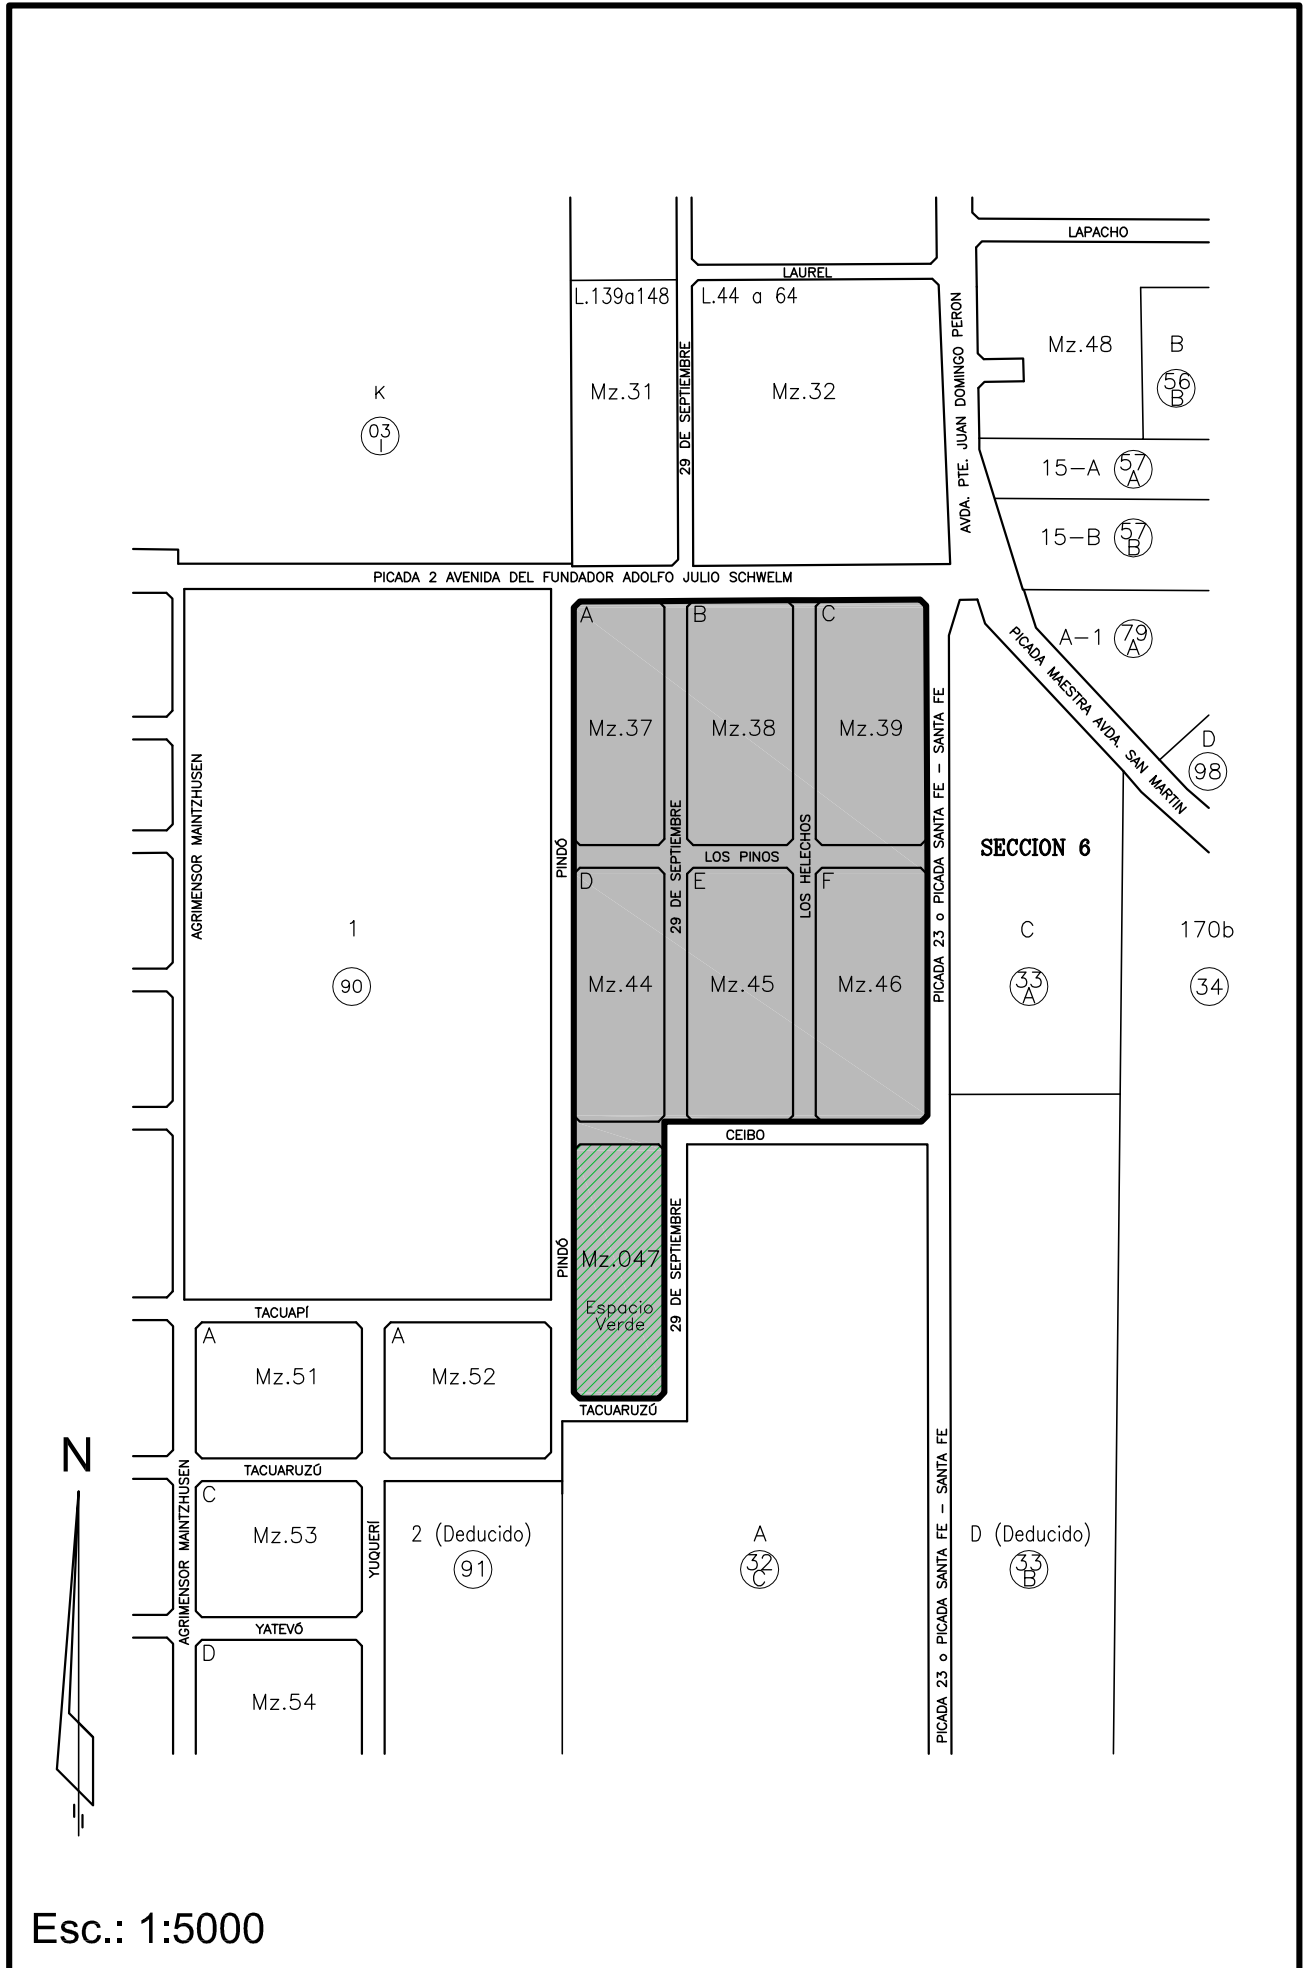 LAPACHO
LAUREL
L.139a148
L.44 a 64
29 DE SEPTIEMBRE
AVDA. PTE. JUAN DOMINGO PERON
Mz.48
B
56
B
K
03
I
Mz.31
Mz.32
15-A
57
A
15-B
57
B
PICADA 2 AVENIDA DEL FUNDADOR ADOLFO JULIO SCHWELM
A
B
C
A-1
79
A
PICADA MAESTRA AVDA. SAN MARTIN
Mz.37
Mz.38
Mz.39
D
98
AGRIMENSOR MAINTZHUSEN
PINDÓ
29 DE SEPTIEMBRE
LOS HELECHOS
PICADA 23 o PICADA SANTA FE - SANTA FE
SECCION 6
LOS PINOS
D
E
F
1
90
Mz.44
Mz.45
Mz.46
C
33
A
170b
34
CEIBO
PINDÓ
29 DE SEPTIEMBRE
Mz.047
Espacio
Verde
TACUAPÍ
A
A
Mz.51
Mz.52
TACUARUZÚ
N
TACUARUZÚ
AGRIMENSOR MAINTZHUSEN
C
Mz.53
YUQUERÍ
2 (Deducido)
91
A
32
C
PICADA 23 o PICADA SANTA FE - SANTA FE
D (Deducido)
33
B
YATEVÓ
D
Mz.54
Esc.: 1:5000